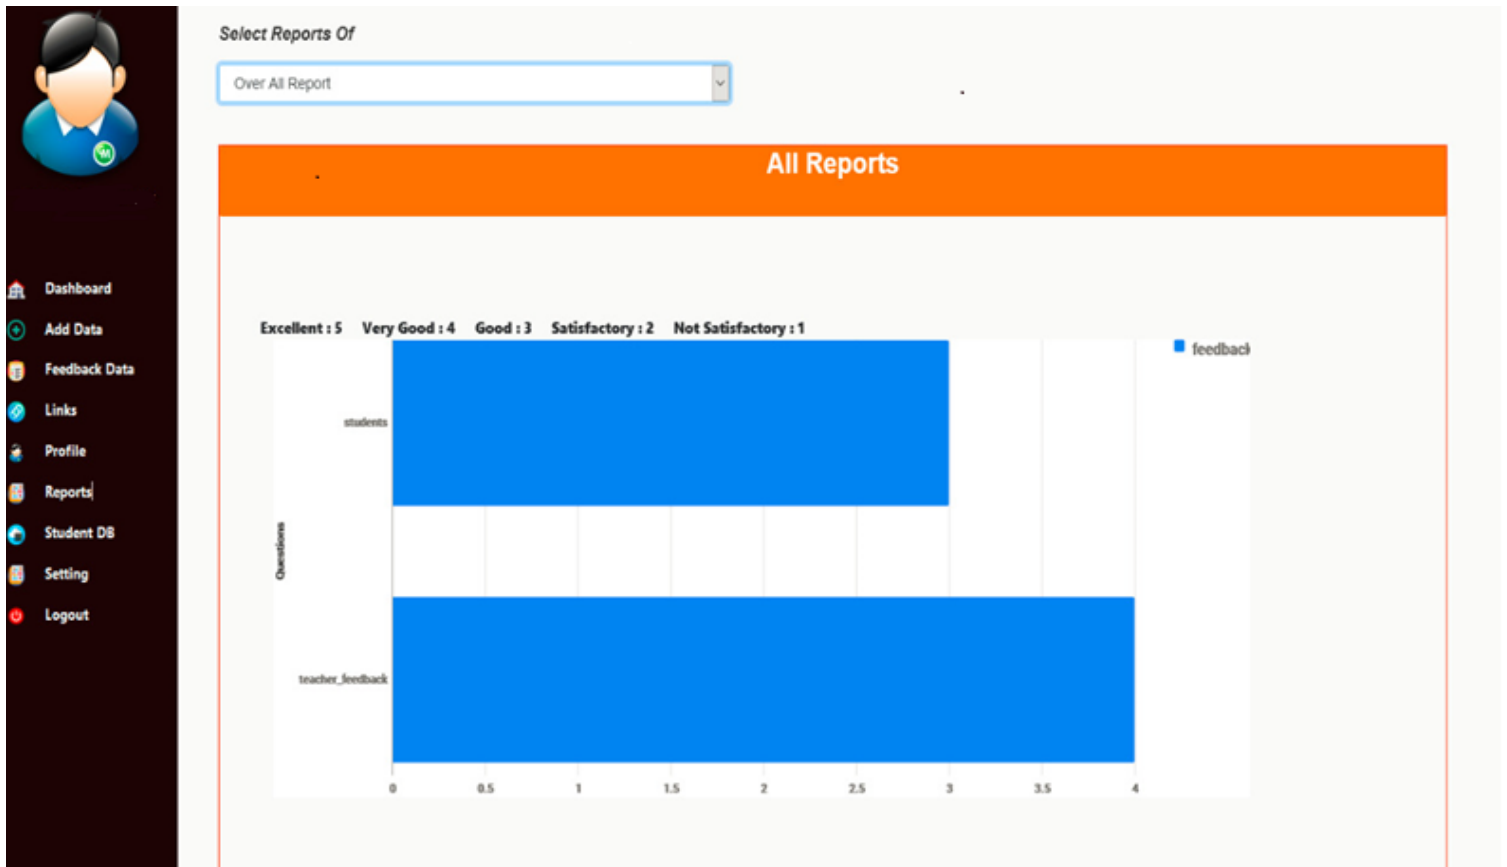 Select Reports Of
Over All Report
All Reports
Dashboard
Add Data
Feedback Data
Links
Profile
Reports
Student DB
Setting
Logout
Excellent : 5 Very Good : 4 Good : 3 Satisfactory : 2 Not Satisfactory : 1
feedback
students
Questions
teacher_feedback
0 0.5 1 1.5 2 2.5 3 3.5 4